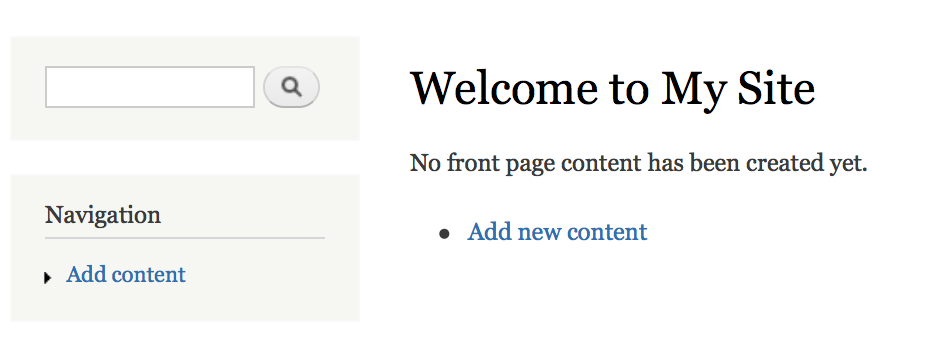 Navigation
Add content
Welcome to My Site
No front page content has been created yet.
Add new content